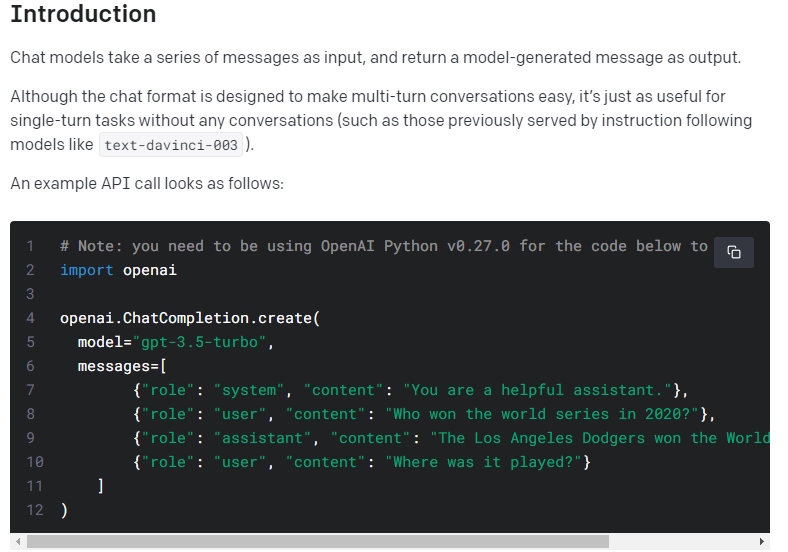 Introduction
Chat models take a series of messages as input, and return a model-generated message as output.
Although the chat format is designed to make multi-turn conversations easy, it’s just as useful for
single-turn tasks without any conversations (such as those previously served by instruction following
models like text-davinci-003 ).
An example API call looks as follows:
1 # Note: you need to be using OpenAI Python v0.27.0 for the code below to
2 import openai
3
4 openai.ChatCompletion.create(
5   model="gpt-3.5-turbo",
6   messages=[
7         {"role": "system", "content": "You are a helpful assistant."},
8         {"role": "user", "content": "Who won the world series in 2020?"},
9         {"role": "assistant", "content": "The Los Angeles Dodgers won the World
10         {"role": "user", "content": "Where was it played?"}
11     ]
12 )